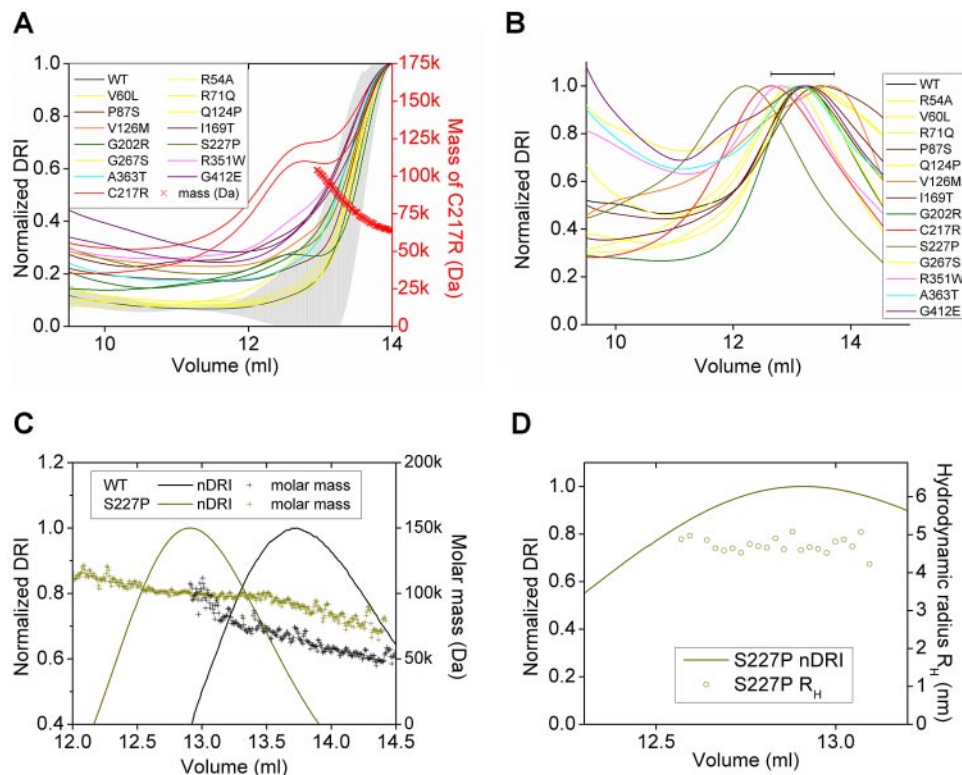 A
Normalized DRI
1.0
0.8
0.6
0.4
0.2
0.0
WT
V60L
P87S
V126M
G202R
G267S
A363T
C217R
R54A
R71Q
Q124P
I169T
S227P
R351W
G412E
mass (Da)
175k
150k
125k
100k
75k
50k
25k
0
Mass of C217R (Da)
10
12
14
Volume (ml)
B
Normalized DRI
1.0
0.8
0.6
0.4
0.2
0.0
WT
R54A
V60L
R71Q
P87S
Q124P
V126M
I169T
G202R
C217R
S227P
G267S
R351W
A363T
G412E
10
12
14
Volume (ml)
C
Normalized DRI
1.2
1.0
0.8
0.6
0.4
WT nDRI molar mass
S227P nDRI molar mass
200k
150k
100k
50k
0
Molar mass (Da)
12.0 12.5 13.0 13.5 14.0 14.5
Volume (ml)
D
Normalized DRI
1.0
0.8
0.6
0.4
0.2
0.0
S227P nDRI
S227P RH
6
5
4
3
2
1
0
Hydrodynamic radius RH (nm)
12.5
13.0
Volume (ml)